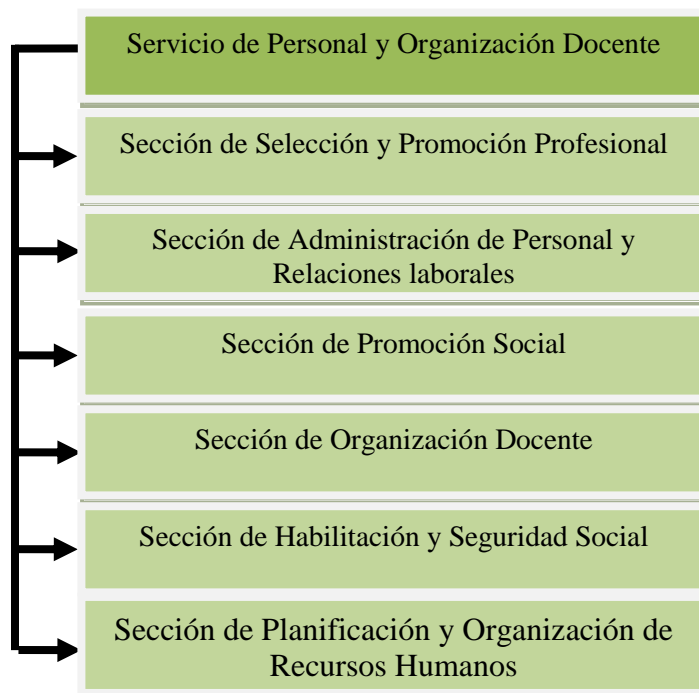 Servicio de Personal y Organización Docente
Sección de Selección y Promoción Profesional
Sección de Administración de Personal y
Relaciones laborales
Sección de Promoción Social
Sección de Organización Docente
Sección de Habilitación y Seguridad Social
Sección de Planificación y Organización de
Recursos Humanos